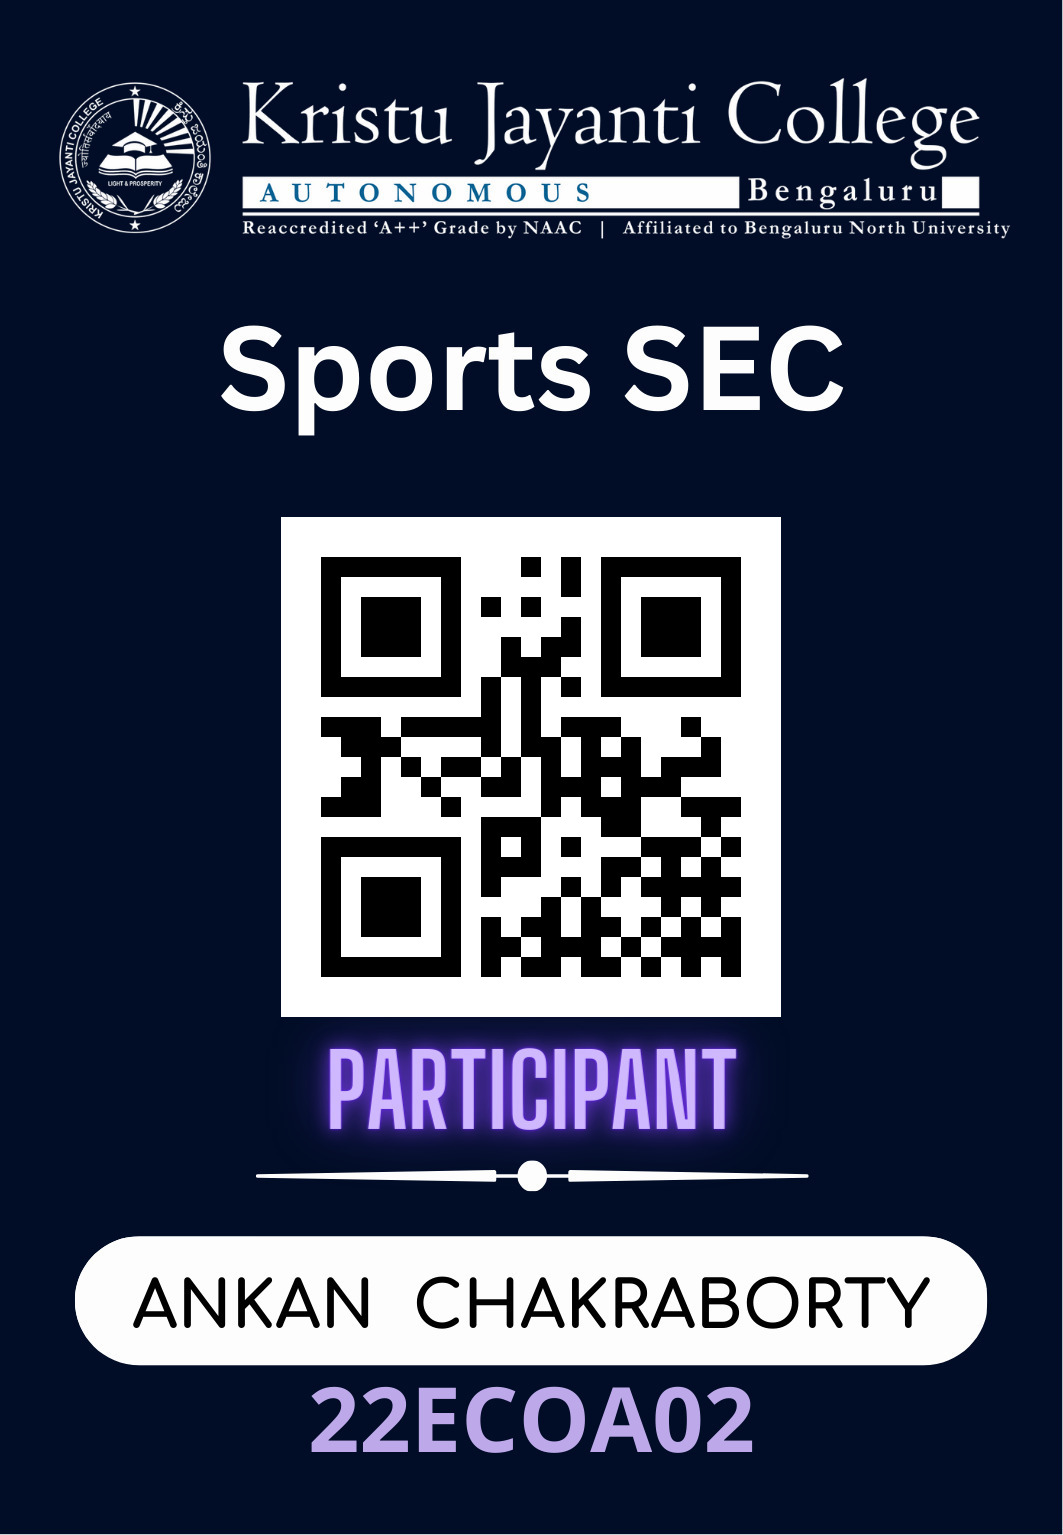 KRISTU JAYANTI COLLEGE
ಕ್ರಿಸ್ತು ಜಯಂತಿ ಕಾಲೇಜು
LIGHT & PROSPERITY
Kristu Jayanti College
AUTONOMOUS Bengaluru
Reaccredited ‘A++’ Grade by NAAC | Affiliated to Bengaluru North University
Sports SEC
PARTICIPANT
ANKAN CHAKRABORTY
22ECOA02